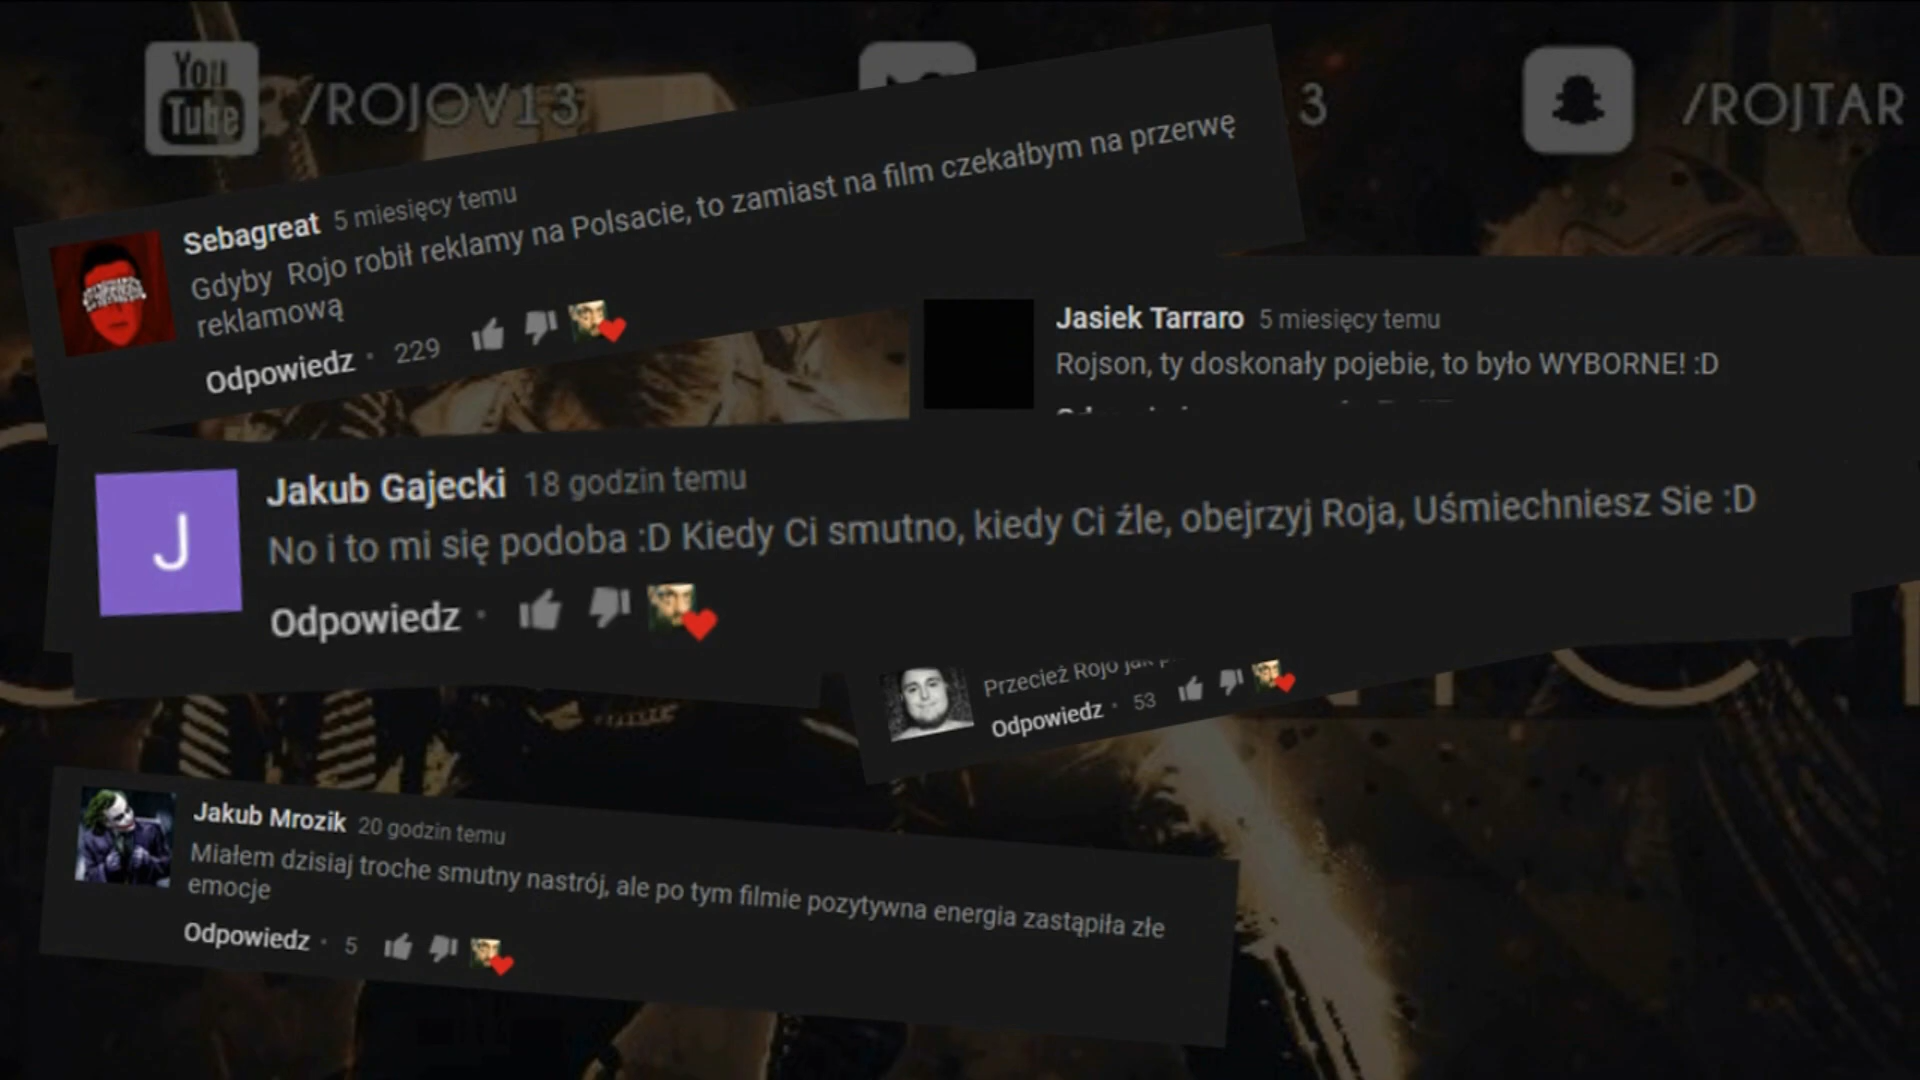 You
Tube
/ROJOV13
3
/ROJTAR
Sebagreat 5 miesięcy temu
Gdyby Rojo robił reklamy na Polsacie, to zamiast na film czekałbym na przerwę
reklamową
Odpowiedz · 229
Jasiek Tarraro 5 miesięcy temu
Rojson, ty doskonały pojebie, to było WYBORNE! :D
J
Jakub Gajecki 18 godzin temu
No i to mi się podoba :D Kiedy Ci smutno, kiedy Ci źle, obejrzyj Roja, Uśmiechniesz Sie :D
Odpowiedz ·
Przecież Rojo jak
Odpowiedz · 53
Jakub Mrozik 20 godzin temu
Miałem dzisiaj troche smutny nastrój, ale po tym filmie pozytywna energia zastąpiła złe
emocje
Odpowiedz · 5